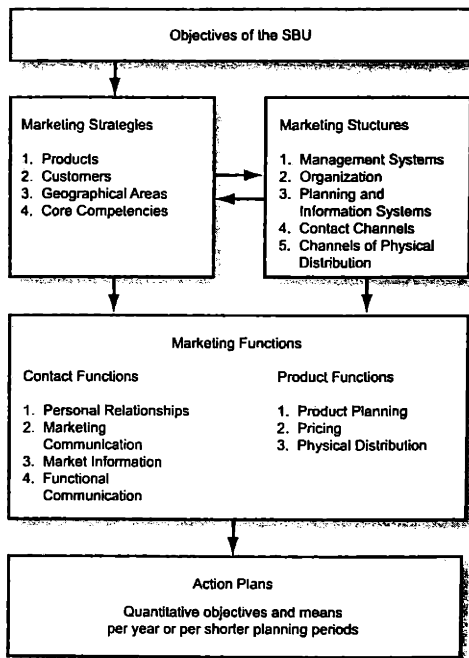 Objectives of the SBU
Marketing Strategies
1. Products
2. Customers
3. Geographical Areas
4. Core Competencies
Marketing Stuctures
1. Management Systems
2. Organization
3. Planning and
Information Systems
4. Contact Channels
5. Channels of Physical
Distribution
Marketing Functions
Contact Functions
1. Personal Relationships
2. Marketing
Communication
3. Market Information
4. Functional
Communication
Product Functions
1. Product Planning
2. Pricing
3. Physical Distribution
Action Plans
Quantitative objectives and means
per year or per shorter planning periods